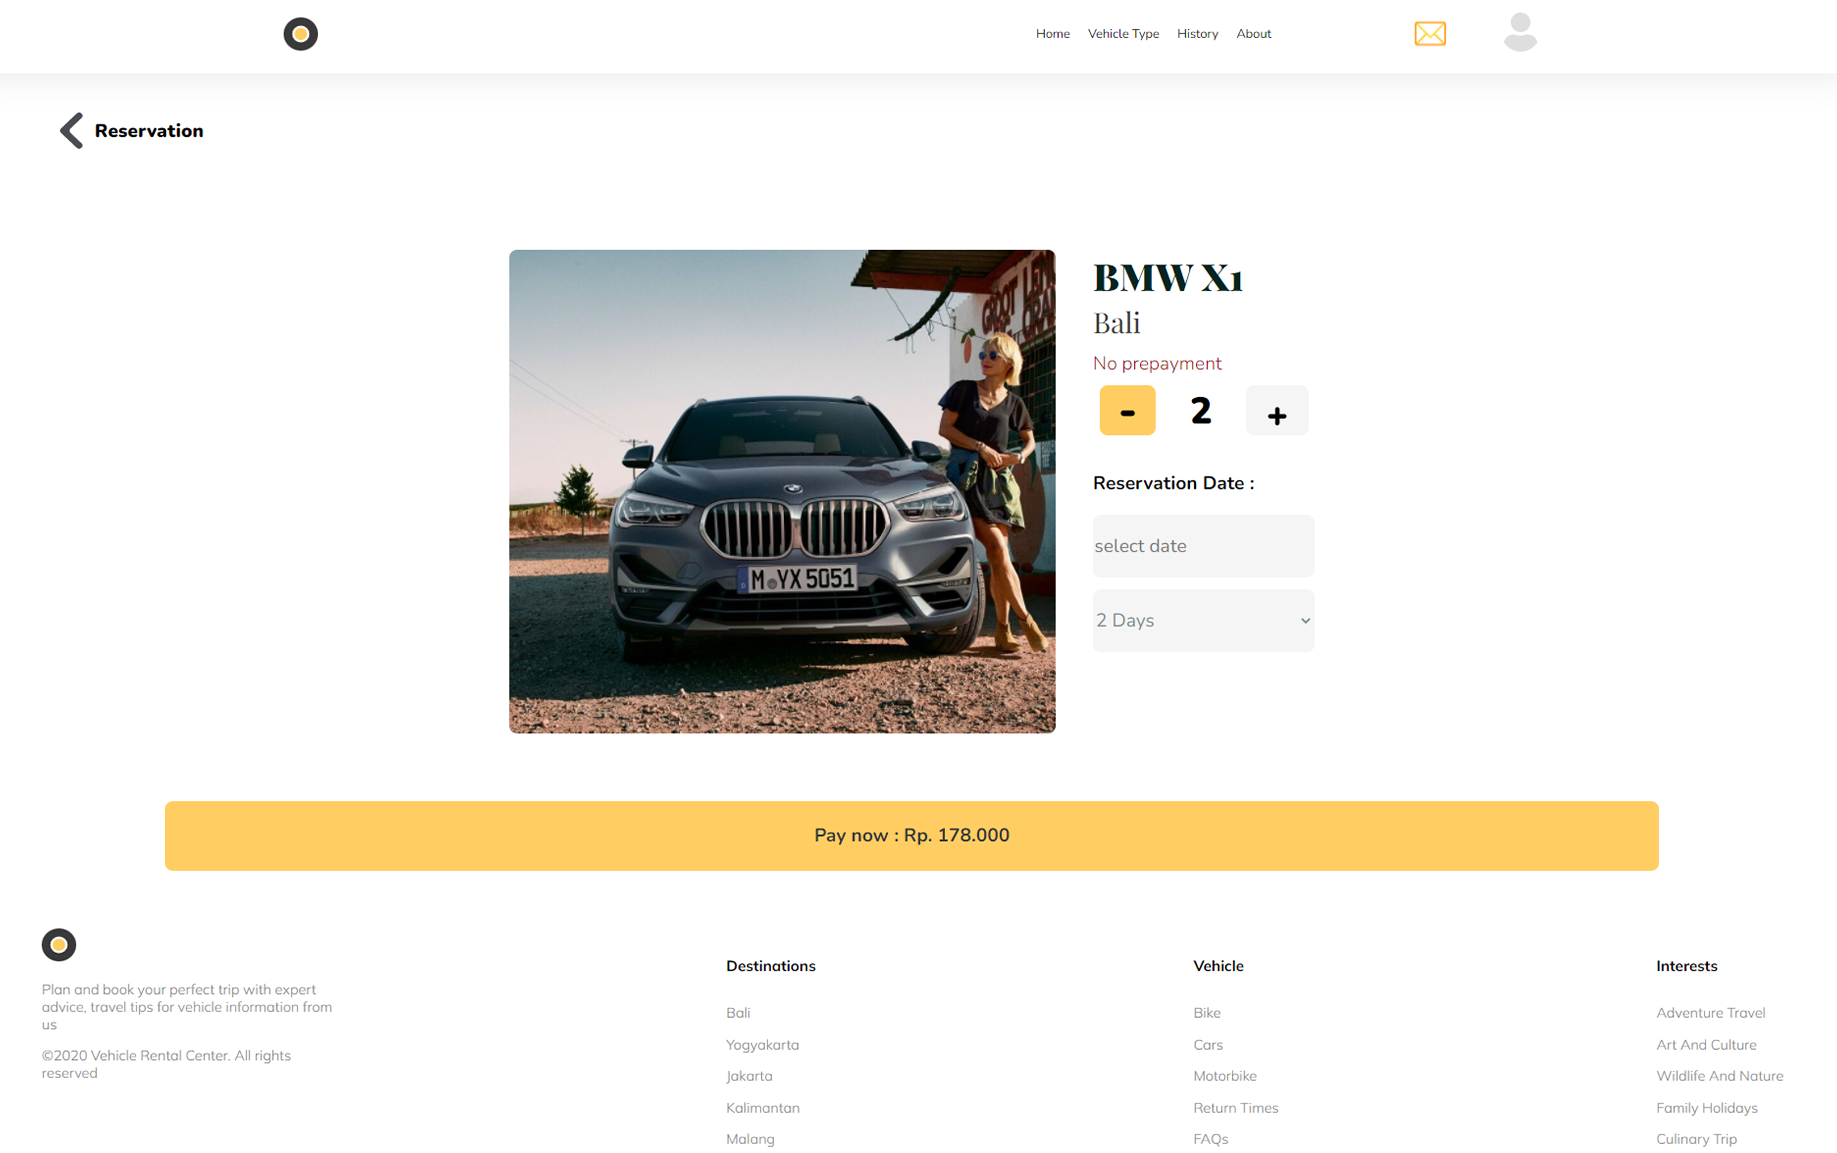 Home Vehicle Type History About
Reservation
BMW X1
Bali
No prepayment
- 2 +
Reservation Date :
select date
2 Days
M YX 5051
Pay now : Rp. 178.000
Plan and book your perfect trip with expert
advice, travel tips for vehicle information from
us
©2020 Vehicle Rental Center. All rights
reserved
Destinations
Bali
Yogyakarta
Jakarta
Kalimantan
Malang
Vehicle
Bike
Cars
Motorbike
Return Times
FAQs
Interests
Adventure Travel
Art And Culture
Wildlife And Nature
Family Holidays
Culinary Trip